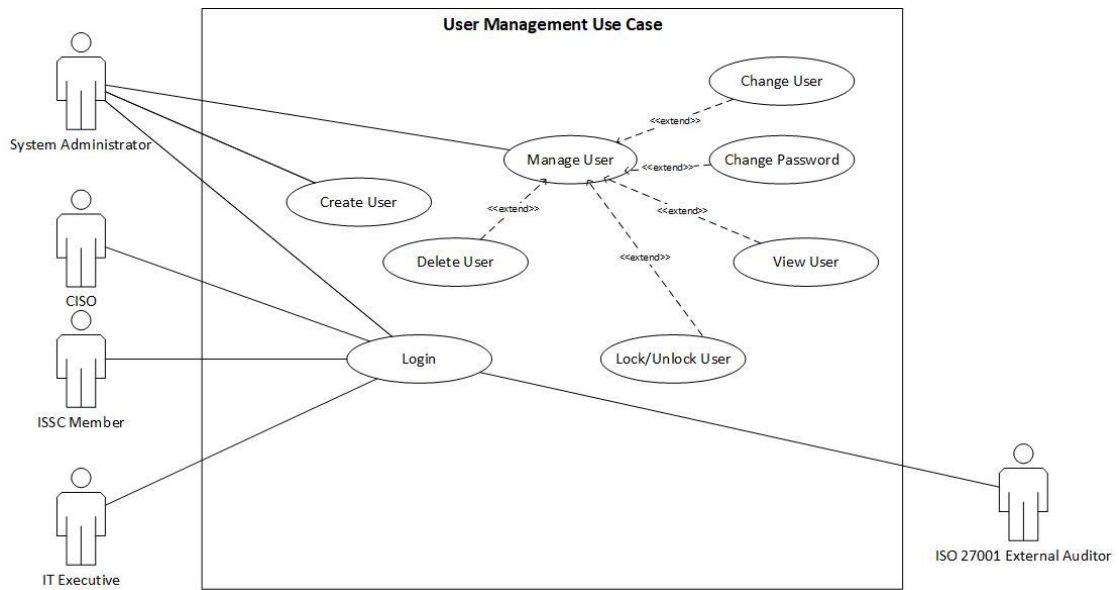 User Management Use Case
System Administrator
Change User
<<extend>>
Manage User
<<extend>>
Change Password
Create User
<<extend>>
<<extend>>
Delete User
<<extend>>
View User
CISO
Login
Lock/Unlock User
ISSC Member
IT Executive
ISO 27001 External Auditor